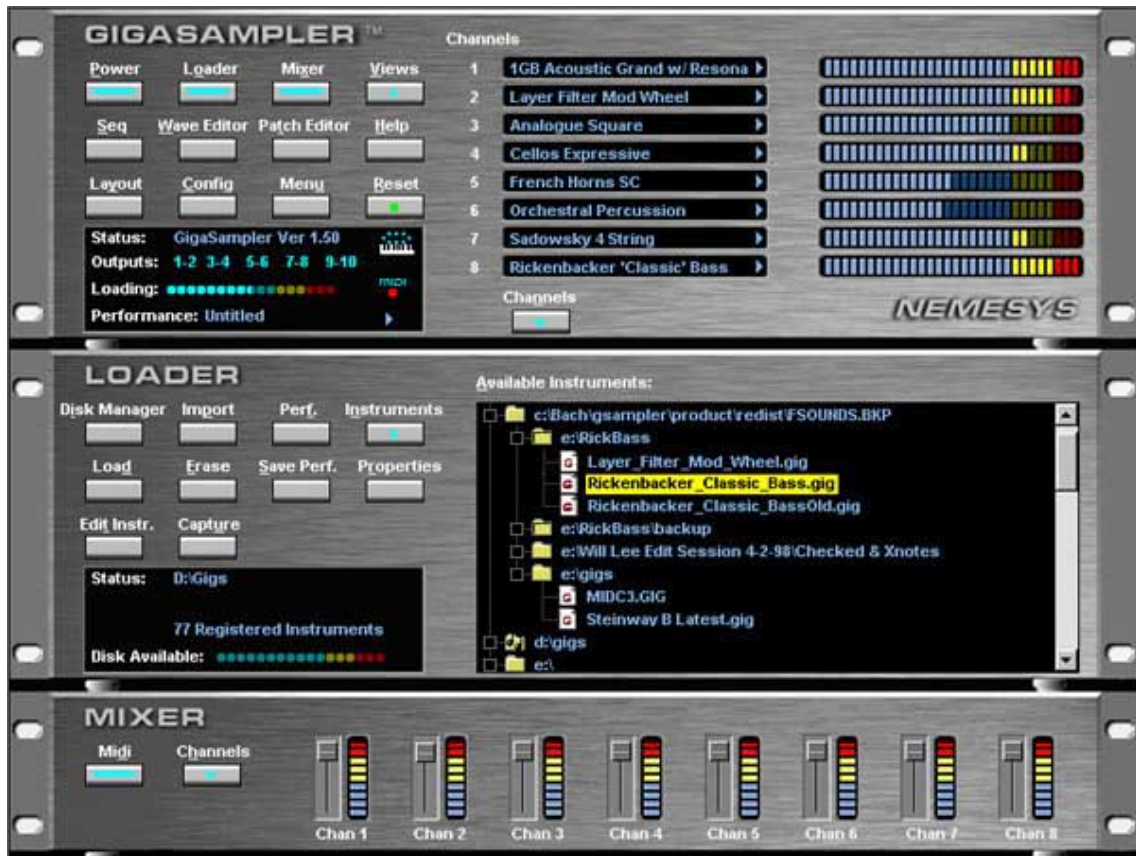 GIGASAMPLER™
Channels
Power Loader Mixer Views
Seq Wave Editor Patch Editor Help
Layout Config Menu Reset
Status: GigaSampler Ver 1.50
Outputs: 1-2 3-4 5-6 7-8 9-10
Loading: MIDI
Performance: Untitled
1 1GB Acoustic Grand w/ Resona
2 Layer Filter Mod Wheel
3 Analogue Square
4 Cellos Expressive
5 French Horns SC
6 Orchestral Percussion
7 Sadowsky 4 String
8 Rickenbacker 'Classic' Bass
Channels
NEMESYS
LOADER
Disk Manager Import Perf. Instruments
Load Erase Save Perf. Properties
Edit Instr. Capture
Status: D:\Gigs
77 Registered Instruments
Disk Available:
Available Instruments:
c:\Bach\gsampler\product\redist\FSOUNDS.BKP
e:\RickBass
Layer_Filter_Mod_Wheel.gig
Rickenbacker_Classic_Bass.gig
Rickenbacker_Classic_BassOld.gig
e:\RickBass\backup
e:\Will Lee Edit Session 4-2-98\Checked & Xnotes
e:\gigs
MIDC3.GIG
Steinway B Latest.gig
d:\gigs
e:\
MIXER
Midi Channels
Chan 1 Chan 2 Chan 3 Chan 4 Chan 5 Chan 6 Chan 7 Chan 8